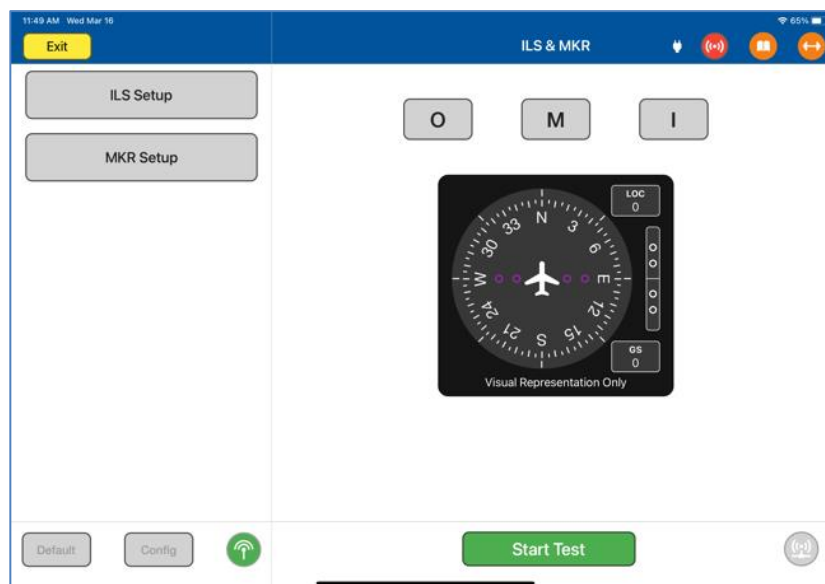 11:49 AM Wed Mar 16
65%
Exit
ILS & MKR
ILS Setup
MKR Setup
O M I
LOC
0
N
33 3
30 6
W E
24 12
21 15
S
GS
0
Visual Representation Only
Default Config
Start Test